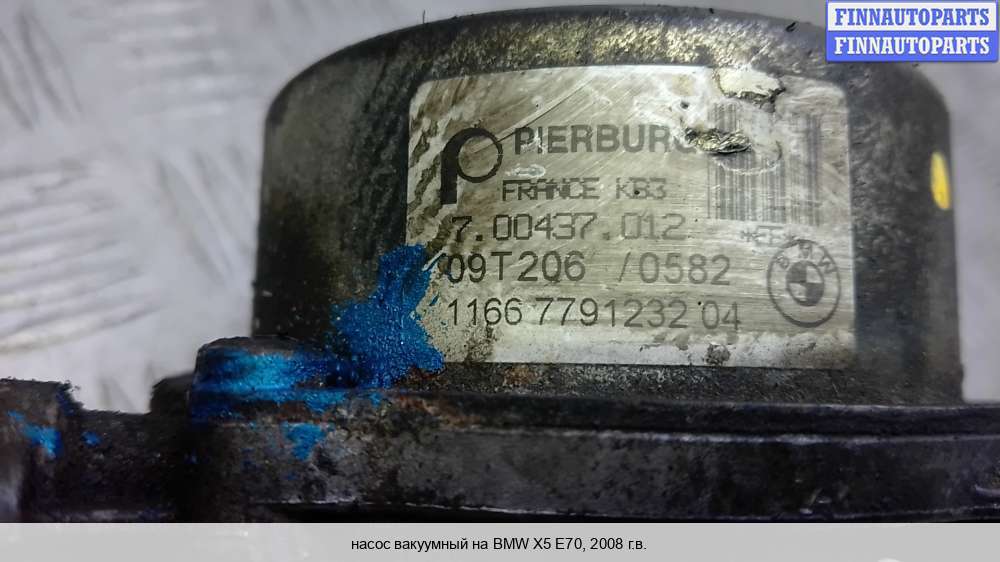 FINNAUTOPARTS
FINNAUTOPARTS
PIERBURG
FRANCE KB3
7.00437.012
09T206 /0582
BMW
1166 7791232 04
насос вакуумный на BMW X5 E70, 2008 г.в.